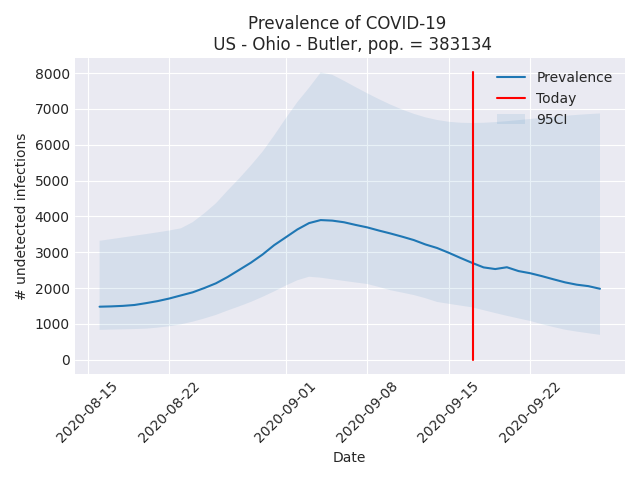 Prevalence of COVID-19
US - Ohio - Butler, pop. = 383134
Prevalence
Today
95CI
# undetected infections
8000
7000
6000
5000
4000
3000
2000
1000
0
2020-08-15
2020-08-22
2020-09-01
2020-09-08
2020-09-15
2020-09-22
Date